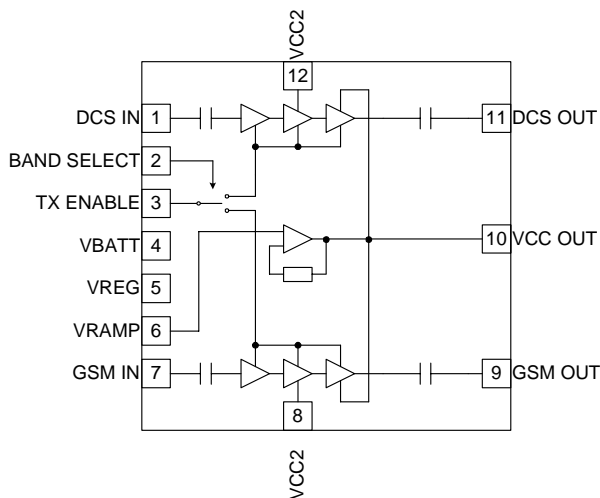 VCC2
12
DCS IN 1
11 DCS OUT
BAND SELECT 2
TX ENABLE 3
VBATT 4
10 VCC OUT
VREG 5
VRAMP 6
GSM IN 7
9 GSM OUT
8
VCC2